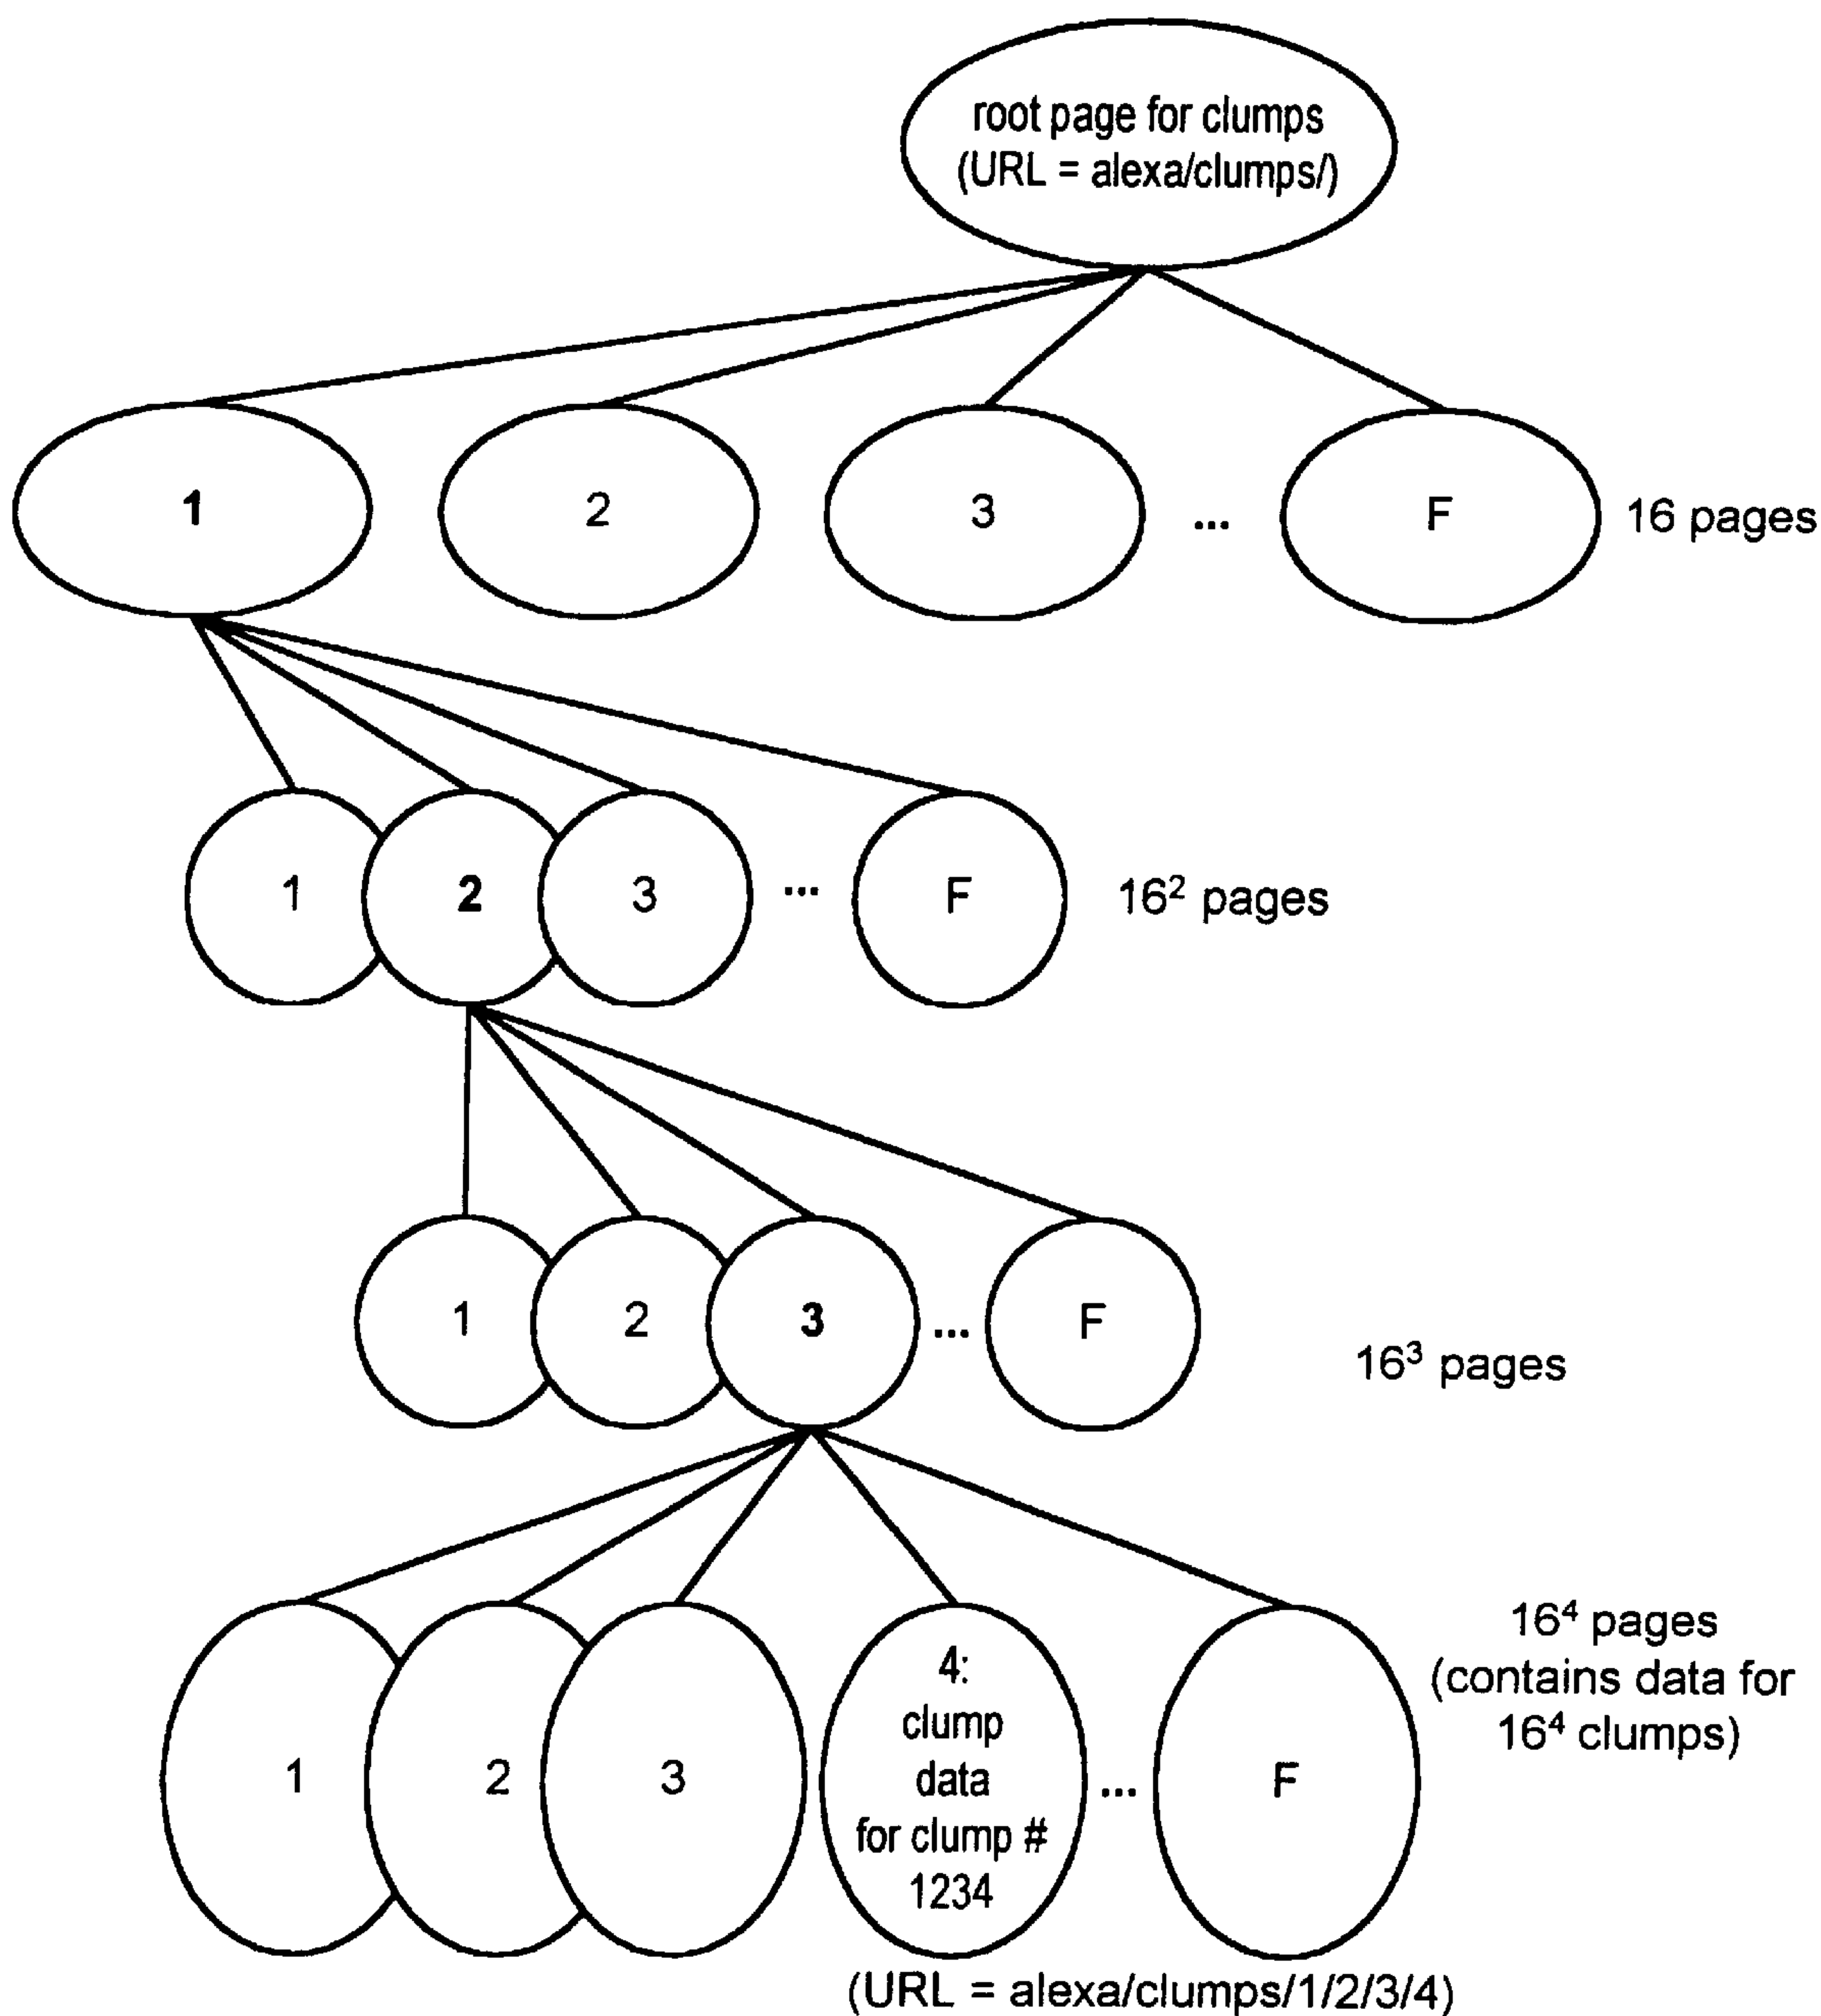 root page for clumps
(URL = alexa/clumps/)
1 2 3 ... F 16 pages
1 2 3 ... F 16² pages
1 2 3 ... F
16³ pages
16⁴ pages
(contains data for
16⁴ clumps)
4:
clump
data
for clump #
1234
1 2 3 ... F
(URL = alexa/clumps/1/2/3/4)